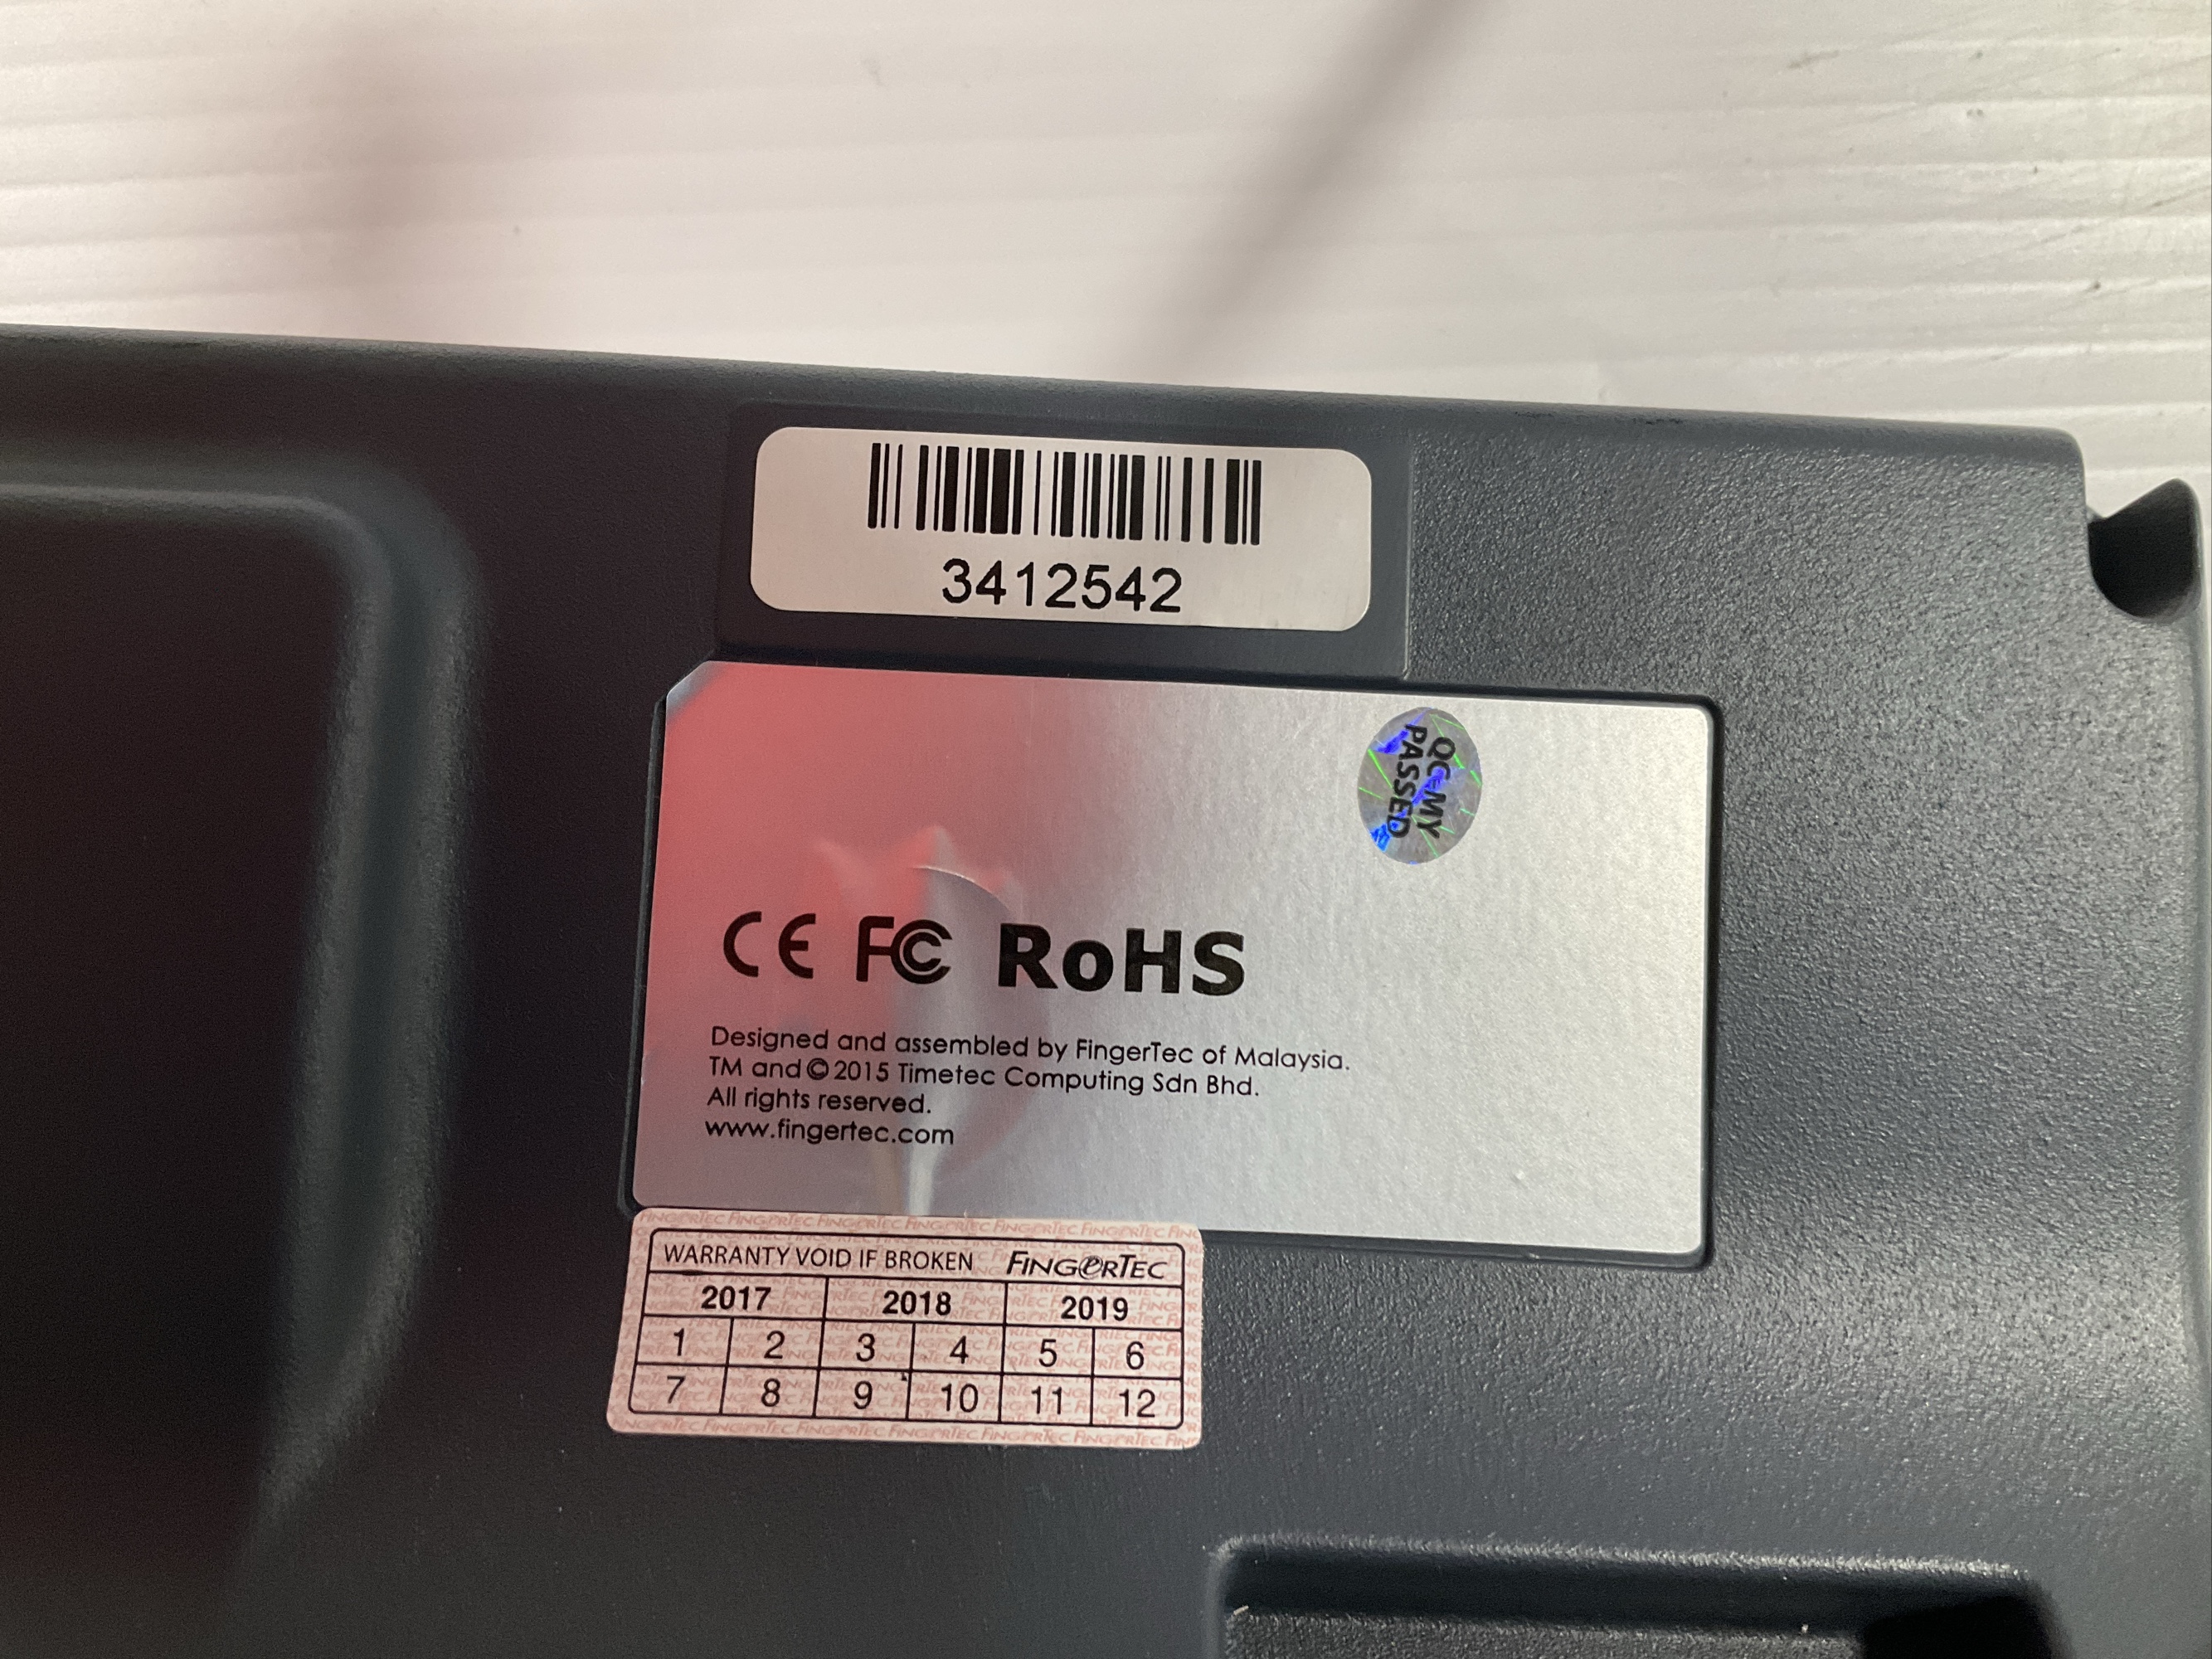 3412542
QC-MY
PASSED
CE FC RoHS
Designed and assembled by FingerTec of Malaysia.
TM and © 2015 Timetec Computing Sdn Bhd.
All rights reserved.
www.fingertec.com
WARRANTY VOID IF BROKEN FINGERTEC
2017 2018 2019
1 2 3 4 5 6
7 8 9 10 11 12